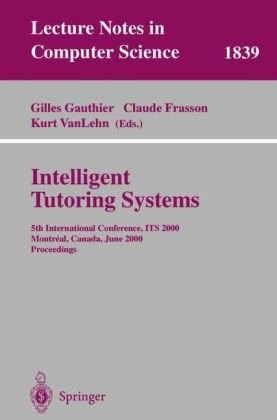 Lecture Notes in
Computer Science 1839
Gilles Gauthier Claude Frasson
Kurt VanLehn (Eds.)
Intelligent
Tutoring Systems
5th International Conference, ITS 2000
Montréal, Canada, June 2000
Proceedings
Springer